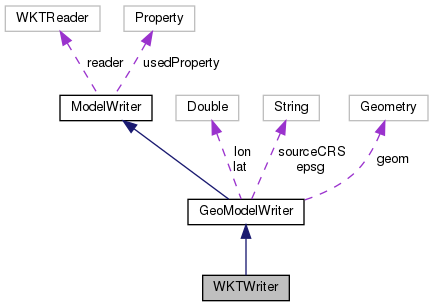 WKTReader
Property
reader
usedProperty
ModelWriter
Double
String
Geometry
lon
lat
sourceCRS
epsg
geom
GeoModelWriter
WKTWriter